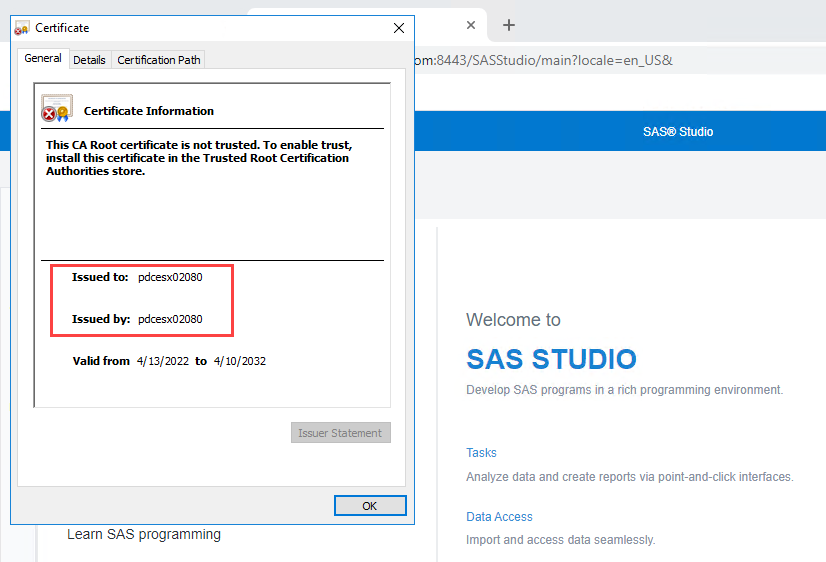 Certificate
General Details Certification Path
om:8443/SASStudio/main?locale=en_US&
Certificate Information
SAS® Studio
This CA Root certificate is not trusted. To enable trust,
install this certificate in the Trusted Root Certification
Authorities store.
Issued to: pdcesx02080
Issued by: pdcesx02080
Valid from 4/13/2022 to 4/10/2032
Issuer Statement
OK
Welcome to
SAS STUDIO
Develop SAS programs in a rich programming environment.
Tasks
Analyze data and create reports via point-and-click interfaces.
Data Access
Import and access data seamlessly.
Learn SAS programming